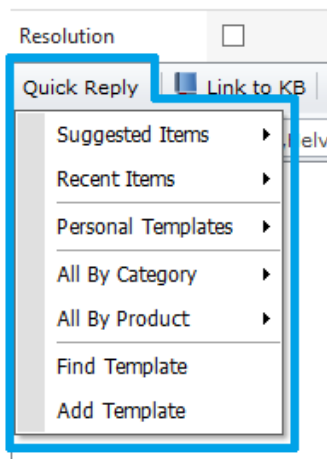 Resolution
Quick Reply Link to KB
Suggested Items
Recent Items
Personal Templates
All By Category
All By Product
Find Template
Add Template